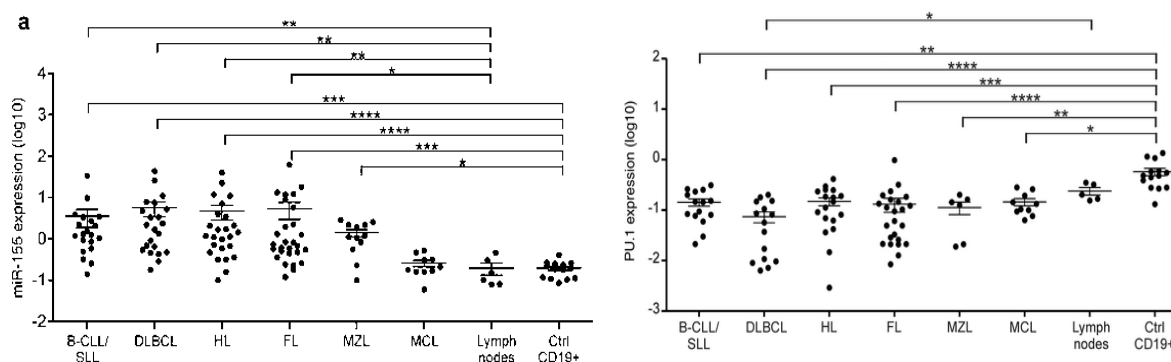 a
miR-155 expression (log10)
4
3
2
1
0
-1
-2
**
**
**
*
***
****
****
***
*
B-CLL/
SLL
DLBCL
HL
FL
MZL
MCL
Lymph
nodes
Ctrl
CD19+
PU.1 expression (log10)
2
1
0
-1
-2
-3
*
**
****
***
****
**
*
B-CLL/
SLL
DLBCL
HL
FL
MZL
MCL
Lymph
nodes
Ctrl
CD19+